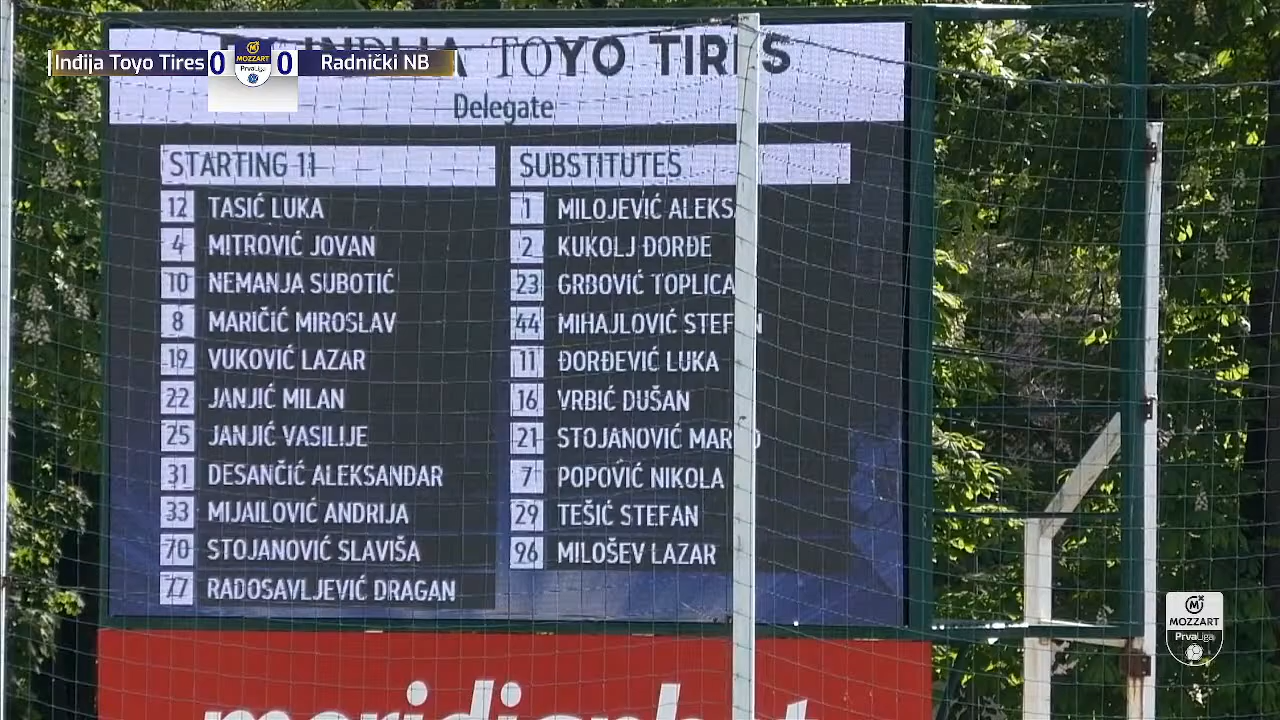 Inđija Toyo Tires 0 0 Radnički NB
MOZZART
PrvaLiga
INĐIJA TOYO TIRES
Delegate
STARTING 11
12 TASIĆ LUKA
4 MITROVIĆ JOVAN
10 NEMANJA SUBOTIĆ
8 MARIČIĆ MIROSLAV
19 VUKOVIĆ LAZAR
22 JANJIĆ MILAN
25 JANJIĆ VASILIJE
31 DESANČIĆ ALEKSANDAR
33 MIJAILOVIĆ ANDRIJA
70 STOJANOVIĆ SLAVIŠA
77 RADOSAVLJEVIĆ DRAGAN
SUBSTITUTES
1 MILOJEVIĆ ALEKS
2 KUKOLJ ĐORĐE
23 GRBOVIĆ TOPLICA
44 MIHAJLOVIĆ
11 ĐORĐEVIĆ LUKA
16 VRBIĆ DUŠAN
21 STOJANOVIĆ
7 POPOVIĆ NIKOLA
29 TEŠIĆ STEFAN
96 MILOŠEV LAZAR
MOZZART
PrvaLiga